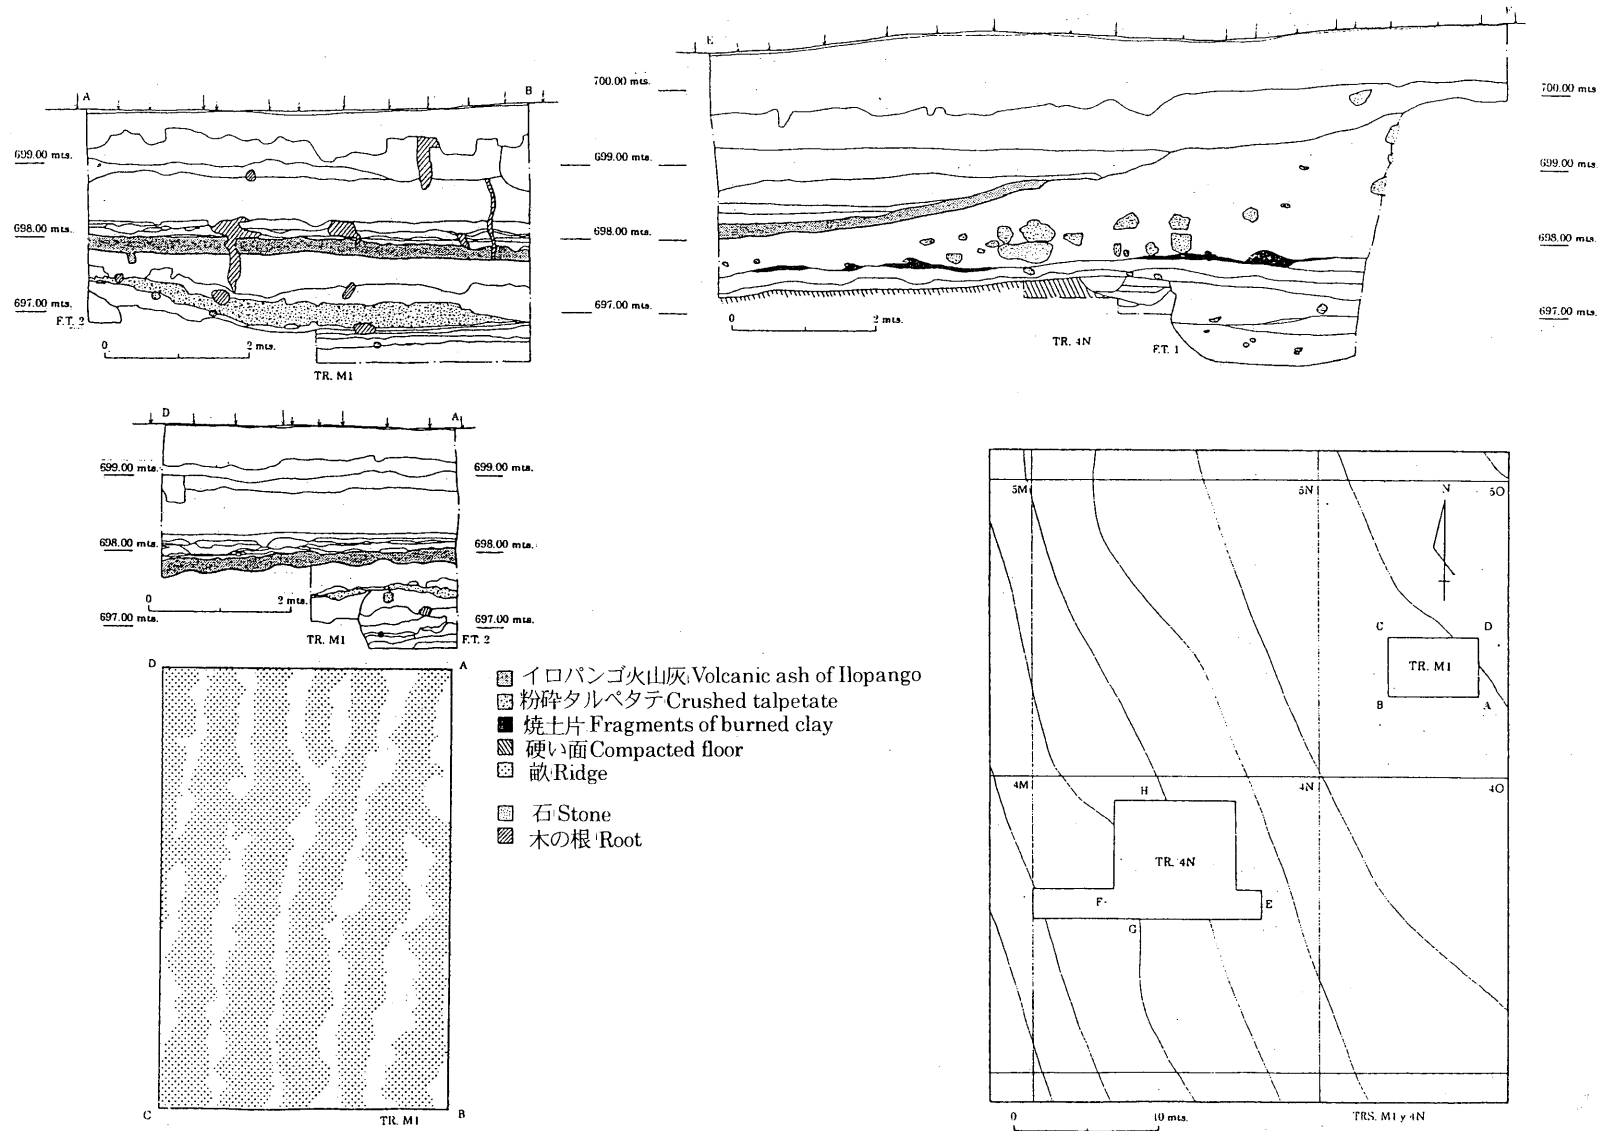 A
B
699.00 mts.
698.00 mts.
697.00 mts.
F.T. 2
0 2 mts.
TR. M1
E
F
700.00 mts.
699.00 mts.
698.00 mts.
697.00 mts.
700.00 mts
699.00 mts.
698.00 mts.
697.00 mts.
0 2 mts.
TR. 4N
F.T. 1
D
A
699.00 mts.
699.00 mts.
698.00 mts.
698.00 mts.
0 2 mts.
697.00 mts.
697.00 mts.
TR. M1
F.T. 2
D
A
C
B
TR. M1
イロパンゴ火山灰 Volcanic ash of Ilopango
粉砕タルペタテ Crushed talpetate
焼土片 Fragments of burned clay
硬い面 Compacted floor
畝 Ridge
石 Stone
木の根 Root
5M
5N
N
5O
C
D
TR. M1
B
A
4M
4N
4O
H
TR. 4N
F
E
G
0 10 mts.
TRS. M1 y 4N